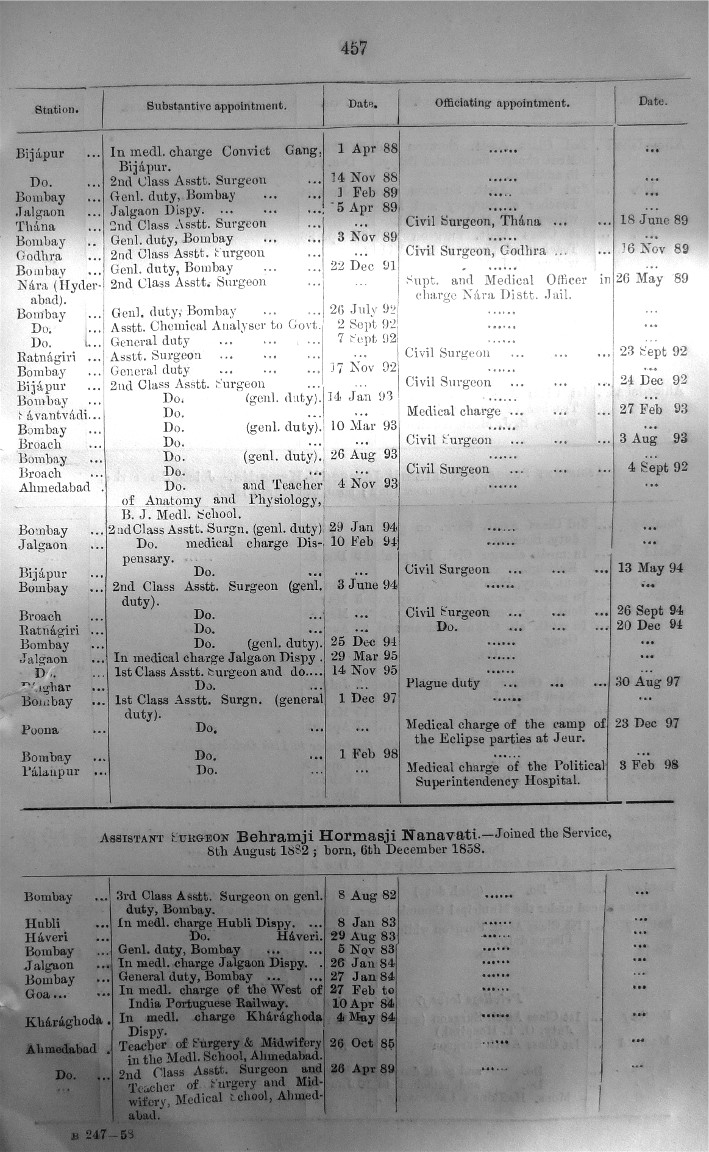 457
Station. Substantive appointment. Date. Officiating appointment. Date.
Bijápur ... In medl. charge Convict Gang, 1 Apr 88 ...... ...
Bijápur.
Do. ... 2nd Class Asstt. Surgeon ... 14 Nov 88 ...... ...
Bombay ... Genl. duty, Bombay ... ... 1 Feb 89 ..... ...
Jalgaon ... Jalgaon Dispy. ... ... ... 5 Apr 89 ...... ...
Thána ... 2nd Class Asstt. Surgeon ... ... Civil Surgeon, Thána ... ... 18 June 89
Bombay .. Genl. duty, Bombay ... ... 3 Nov 89 ...... ...
Godhra ... 2nd Class Asstt. Surgeon ... ... Civil Surgeon, Godhra ... ... 16 Nov 89
Bombay ... Genl. duty, Bombay ... ... 22 Dec 91 ...... ...
Nára (Hyder- 2nd Class Asstt. Surgeon ... ... Supt. and Medical Officer in 26 May 89
abad). charge Nára Distt. Jail.
Bombay ... Genl. duty, Bombay ... ... 26 July 92 ...... ...
Do. ... Asstt. Chemical Analyser to Govt. 2 Sept 92 ...... ...
Do. ... General duty ... ... ... 7 Sept 92 ...... ...
Ratnágiri ... Asstt. Surgeon ... ... ... ... Civil Surgeon ... ... ... 23 Sept 92
Bombay ... General duty ... ... ... 17 Nov 92 ...... ...
Bijápur ... 2nd Class Asstt. Surgeon ... ... Civil Surgeon ... ... ... 24 Dec 92
Bombay ... Do. (genl. duty). 14 Jan 93 ...... ...
Sávantvádi... Do. ... ... Medical charge ... ... ... 27 Feb 93
Bombay ... Do. (genl. duty). 10 Mar 93 ...... ...
Broach ... Do. ... ... Civil Surgeon ... ... ... 3 Aug 93
Bombay ... Do. (genl. duty). 26 Aug 93 ...... ...
Broach ... Do. ... ... Civil Surgeon ... ... ... 4 Sept 92
Ahmedabad . Do. and Teacher 4 Nov 93 ...... ...
of Anatomy and Physiology,
B. J. Medl. School.
Bombay ... 2nd Class Asstt. Surgn. (genl. duty) 29 Jan 94 ...... ...
Jalgaon ... Do. medical charge Dis- 10 Feb 94 ...... ...
pensary.
Bijápur ... Do. ... ... Civil Surgeon ... ... ... 13 May 94
Bombay ... 2nd Class Asstt. Surgeon (genl. 3 June 94 ...... ...
duty).
Broach ... Do. ... ... Civil Surgeon ... ... ... 26 Sept 94
Ratnágiri ... Do. ... ... Do. ... ... ... 20 Dec 94
Bombay ... Do. (genl. duty). 25 Dec 94 ...... ...
Jalgaon ... In medical charge Jalgaon Dispy . 29 Mar 95 ...... ...
Do. ... 1st Class Asstt. Surgeon and do.... 14 Nov 95 ...... ...
... Do. ... ... Plague duty ... ... ... 30 Aug 97
Bombay ... 1st Class Asstt. Surgn. (general 1 Dec 97 ...... ...
duty).
Poona ... Do. ... ... Medical charge of the camp of 23 Dec 97
the Eclipse parties at Jeur.
Bombay ... Do. ... 1 Feb 98 ...... ...
Pálanpur ... Do. ... ... Medical charge of the Political 3 Feb 98
Superintendency Hospital.
ASSISTANT SURGEON Behramji Hormasji Nanavati.—Joined the Service,
8th August 1882 ; born, 6th December 1858.
Bombay ... 3rd Class Asstt. Surgeon on genl. 8 Aug 82 ...... ...
duty, Bombay.
Hubli ... In medl. charge Hubli Dispy. ... 8 Jan 83 ...... ...
Háveri ... Do. Háveri. 29 Aug 83 ...... ...
Bombay ... Genl. duty, Bombay ... ... 5 Nov 83 ...... ...
Jalgaon ... In medl. charge Jalgaon Dispy. . 26 Jan 84 ...... ...
Bombay ... General duty, Bombay ... ... 27 Jan 84 ...... ...
Goa... ... In medl. charge of the West of 27 Feb to ...... ...
India Portuguese Railway. 10 Apr 84
Khárághoda . In medl. charge Khárághoda 4 May 84 ...... ...
Dispy.
Ahmedabad . Teacher of Surgery & Midwifery 26 Oct 85 ...... ...
in the Medl. School, Ahmedabad.
Do. ... 2nd Class Asstt. Surgeon and 26 Apr 89 ...... ...
Teacher of Surgery and Mid-
wifery, Medical School, Ahmed-
abad.
B 247—58